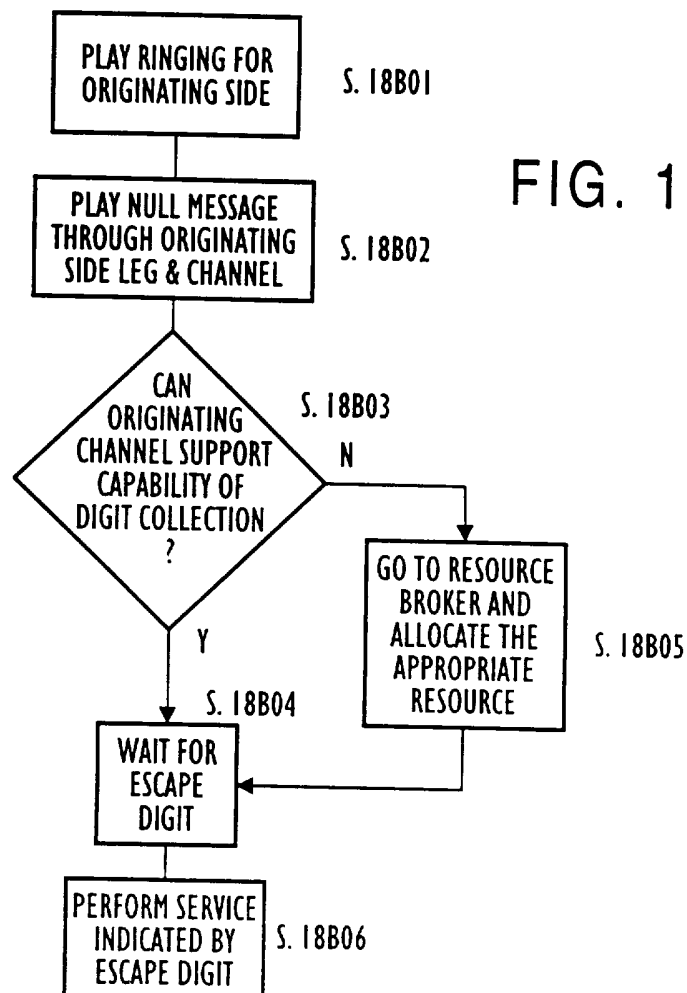 PLAY RINGING FOR
ORIGINATING SIDE
S. 18B01
FIG. 1
PLAY NULL MESSAGE
THROUGH ORIGINATING
SIDE LEG & CHANNEL
S. 18B02
CAN
ORIGINATING
CHANNEL SUPPORT
CAPABILITY OF
DIGIT COLLECTION
?
S. 18B03
N
Y
GO TO RESOURCE
BROKER AND
ALLOCATE THE
APPROPRIATE
RESOURCE
S. 18B05
S. 18B04
WAIT FOR
ESCAPE
DIGIT
PERFORM SERVICE
INDICATED BY
ESCAPE DIGIT
S. 18B06